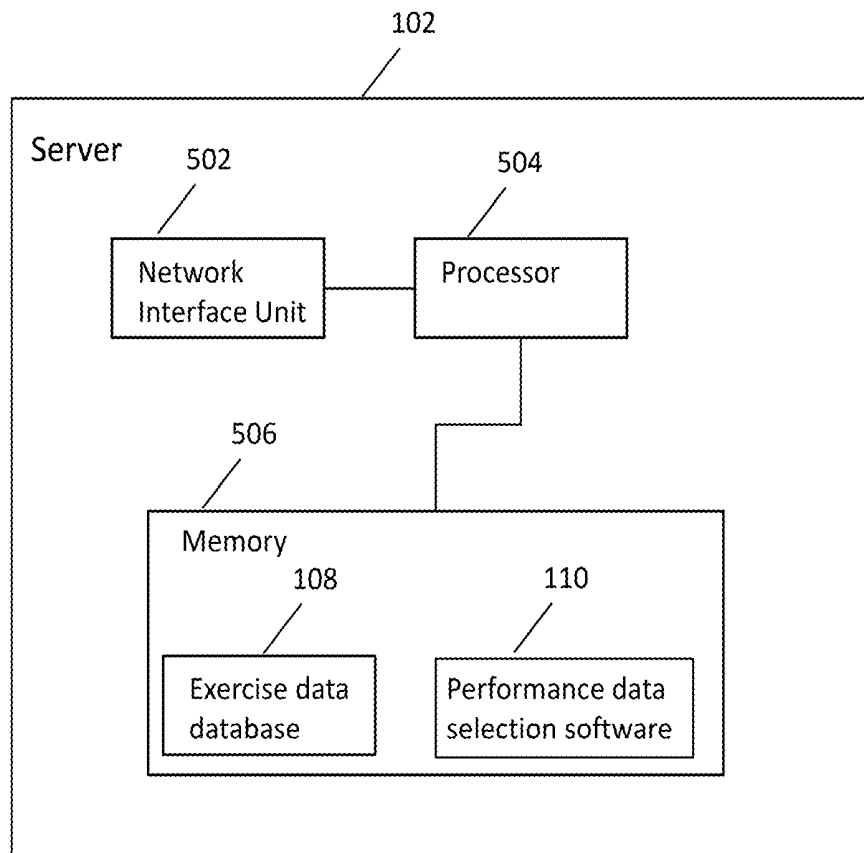 102
Server
502
504
Network
Interface Unit
Processor
506
Memory
108
110
Exercise data
database
Performance data
selection software